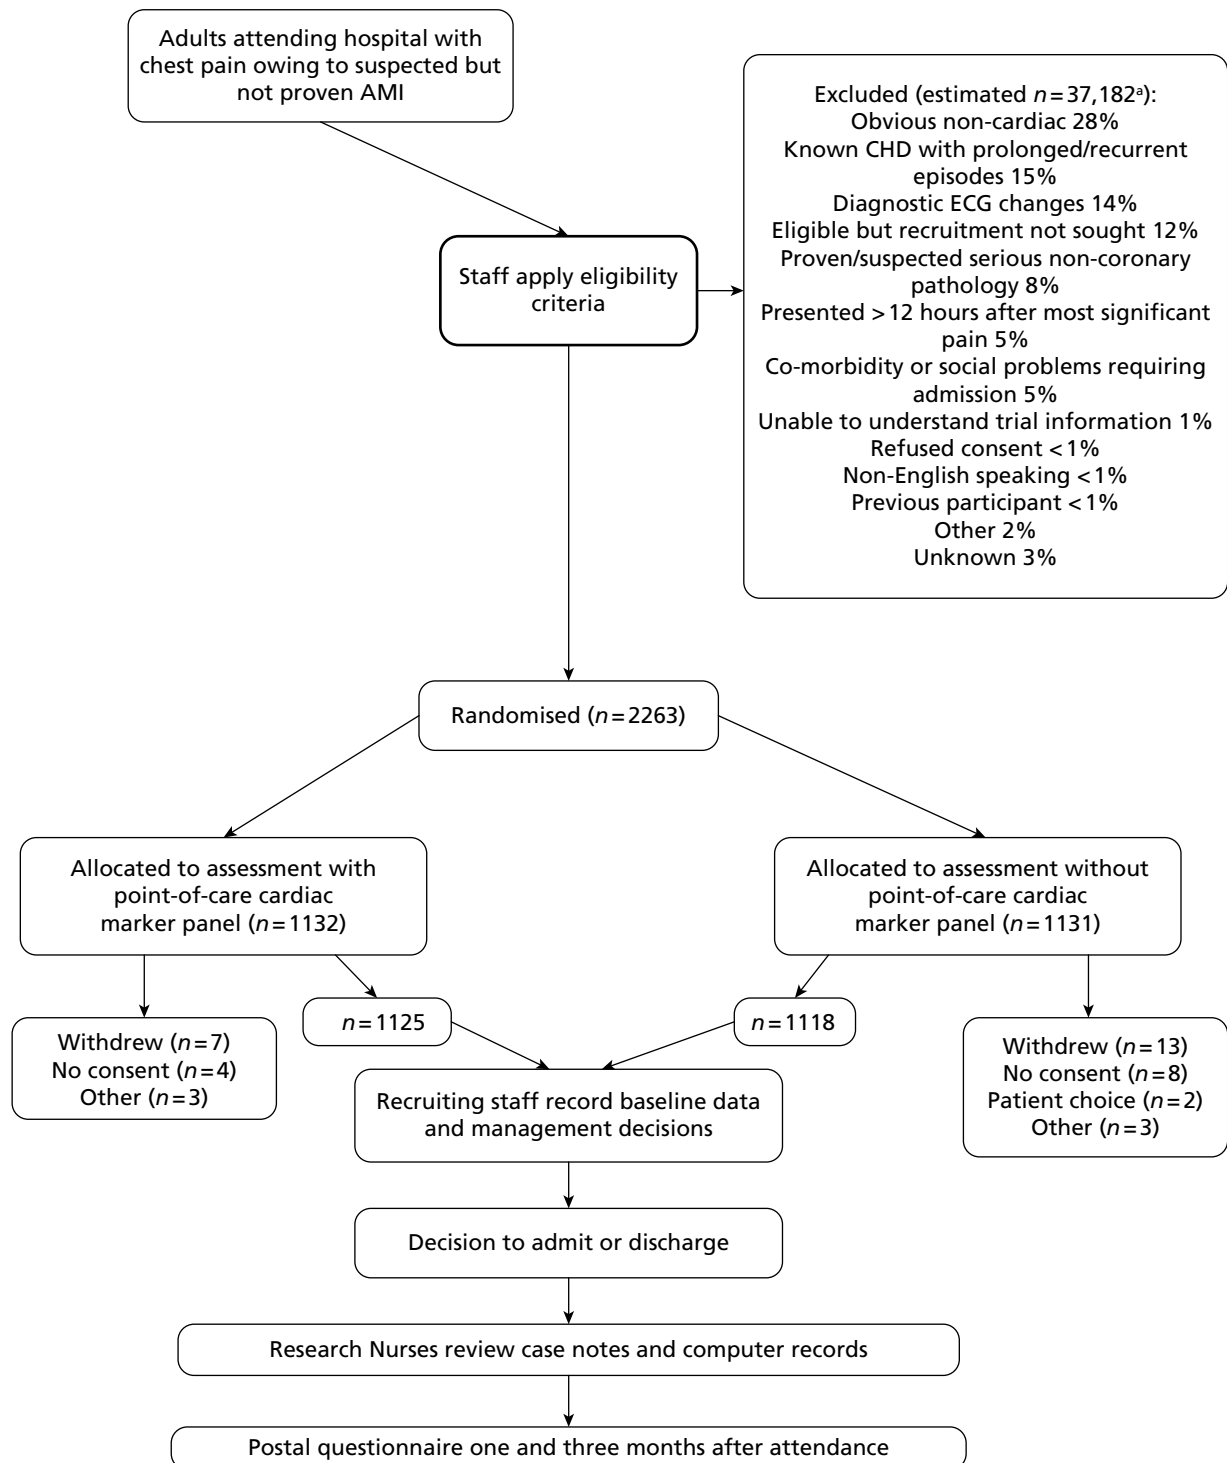 Adults attending hospital with
chest pain owing to suspected but
not proven AMI
Excluded (estimated n=37,182ᵃ):
Obvious non-cardiac 28%
Known CHD with prolonged/recurrent
episodes 15%
Diagnostic ECG changes 14%
Eligible but recruitment not sought 12%
Proven/suspected serious non-coronary
pathology 8%
Presented >12 hours after most significant
pain 5%
Co-morbidity or social problems requiring
admission 5%
Unable to understand trial information 1%
Refused consent <1%
Non-English speaking <1%
Previous participant <1%
Other 2%
Unknown 3%
Staff apply eligibility
criteria
Randomised (n=2263)
Allocated to assessment with
point-of-care cardiac
marker panel (n=1132)
Allocated to assessment without
point-of-care cardiac
marker panel (n=1131)
Withdrew (n=7)
No consent (n=4)
Other (n=3)
n=1125
n=1118
Withdrew (n=13)
No consent (n=8)
Patient choice (n=2)
Other (n=3)
Recruiting staff record baseline data
and management decisions
Decision to admit or discharge
Research Nurses review case notes and computer records
Postal questionnaire one and three months after attendance